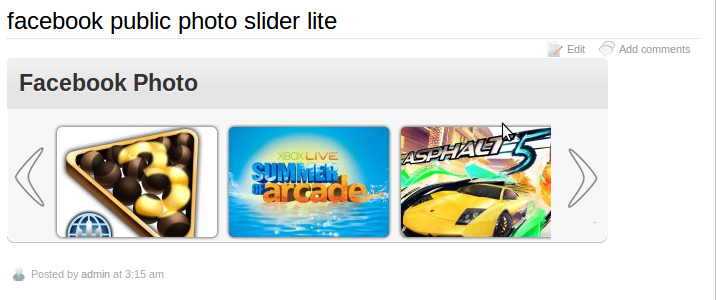 facebook public photo slider lite
Edit Add comments
Facebook Photo
XBOX LIVE
SUMMER
OF arcade
ASPHALT 5
Posted by admin at 3:15 am